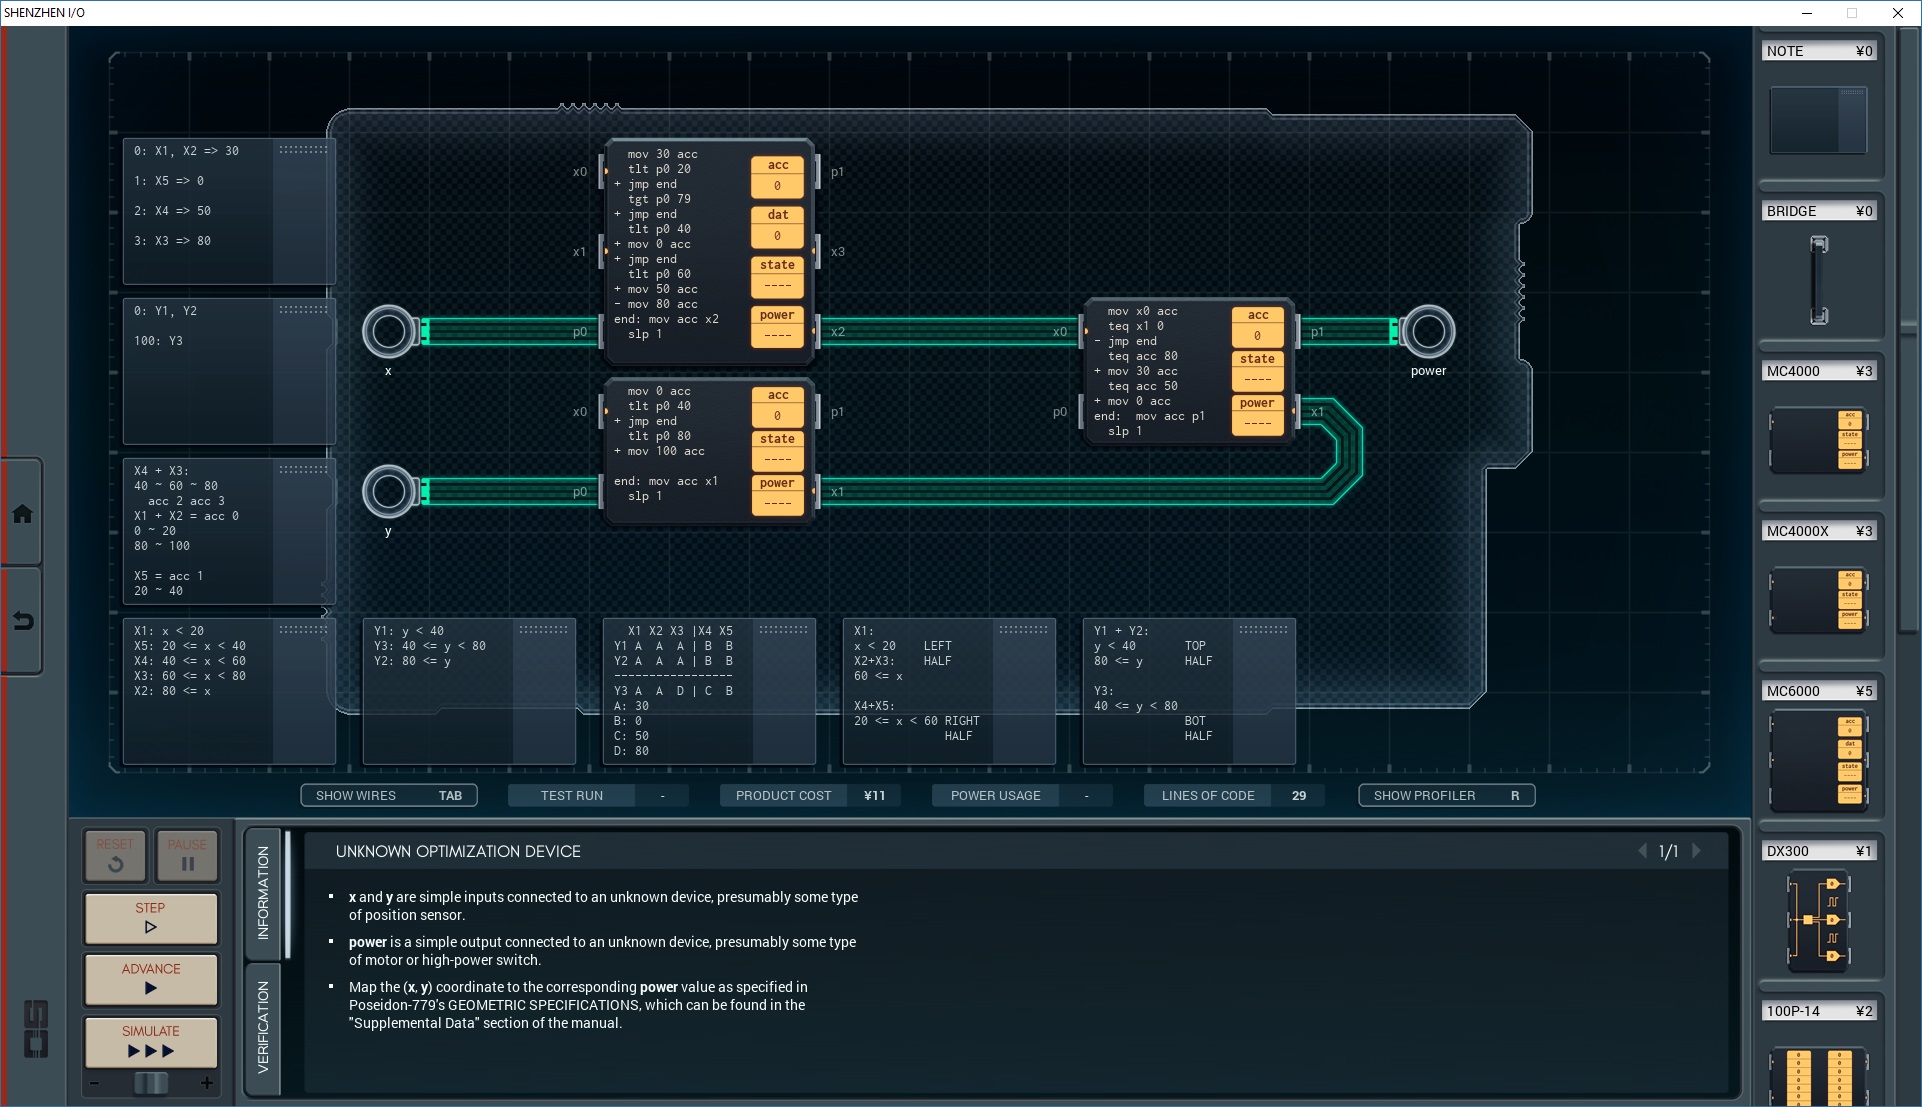 SHENZHEN I/O
0: X1, X2 => 30
1: X5 => 0
2: X4 => 50
3: X3 => 80
0: Y1, Y2
100: Y3
X4 + X3:
40 ~ 60 ~ 80
acc 2 acc 3
X1 + X2 = acc 0
0 ~ 20
80 ~ 100
X5 = acc 1
20 ~ 40
X1: x < 20
X5: 20 <= x < 40
X4: 40 <= x < 60
X3: 60 <= x < 80
X2: 80 <= x
Y1: y < 40
Y3: 40 <= y < 80
Y2: 80 <= y
X1 X2 X3 |X4 X5
Y1 A A A | B B
Y2 A A A | B B
-----------------
Y3 A A D | C B
A: 30
B: 0
C: 50
D: 80
X1:
x < 20 LEFT
X2+X3: HALF
60 <= x
X4+X5:
20 <= x < 60 RIGHT
HALF
Y1 + Y2:
y < 40 TOP
80 <= y HALF
Y3:
40 <= y < 80
BOT
HALF
x
y
power
x0
x1
p0
p1
x3
x2
mov 30 acc
tlt p0 20
+ jmp end
tgt p0 79
+ jmp end
tlt p0 40
+ mov 0 acc
+ jmp end
tlt p0 60
+ mov 50 acc
- mov 80 acc
end: mov acc x2
slp 1
acc
0
dat
0
state
----
power
----
x0
p0
p1
x1
mov 0 acc
tlt p0 40
+ jmp end
tlt p0 80
+ mov 100 acc
end: mov acc x1
slp 1
acc
0
state
----
power
----
x0
p0
p1
x1
mov x0 acc
teq x1 0
- jmp end
teq acc 80
+ mov 30 acc
teq acc 50
+ mov 0 acc
end: mov acc p1
slp 1
acc
0
state
----
power
----
SHOW WIRES TAB
TEST RUN -
PRODUCT COST ¥11
POWER USAGE -
LINES OF CODE 29
SHOW PROFILER R
RESET
PAUSE
STEP
ADVANCE
SIMULATE
- +
INFORMATION
VERIFICATION
UNKNOWN OPTIMIZATION DEVICE
1/1
▪ x and y are simple inputs connected to an unknown device, presumably some type
of position sensor.
▪ power is a simple output connected to an unknown device, presumably some type
of motor or high-power switch.
▪ Map the (x, y) coordinate to the corresponding power value as specified in
Poseidon-779's GEOMETRIC SPECIFICATIONS, which can be found in the
"Supplemental Data" section of the manual.
NOTE ¥0
BRIDGE ¥0
MC4000 ¥3
acc
0
state
----
power
----
MC4000X ¥3
acc
0
state
----
power
----
MC6000 ¥5
acc
0
dat
0
state
----
power
----
DX300 ¥1
100P-14 ¥2